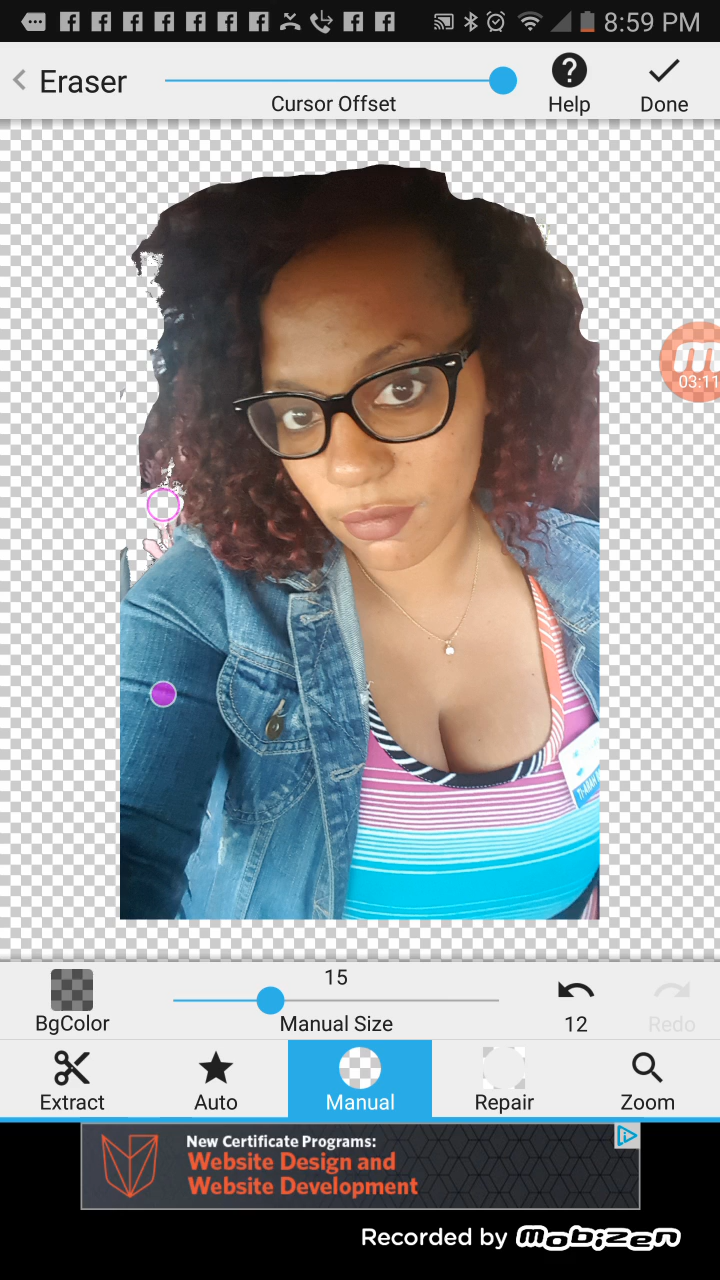 8:59 PM
Eraser
Cursor Offset
Help
Done
03:11
15
BgColor
Manual Size
12
Redo
Extract
Auto
Manual
Repair
Zoom
New Certificate Programs:
Website Design and
Website Development
Recorded by mobizen